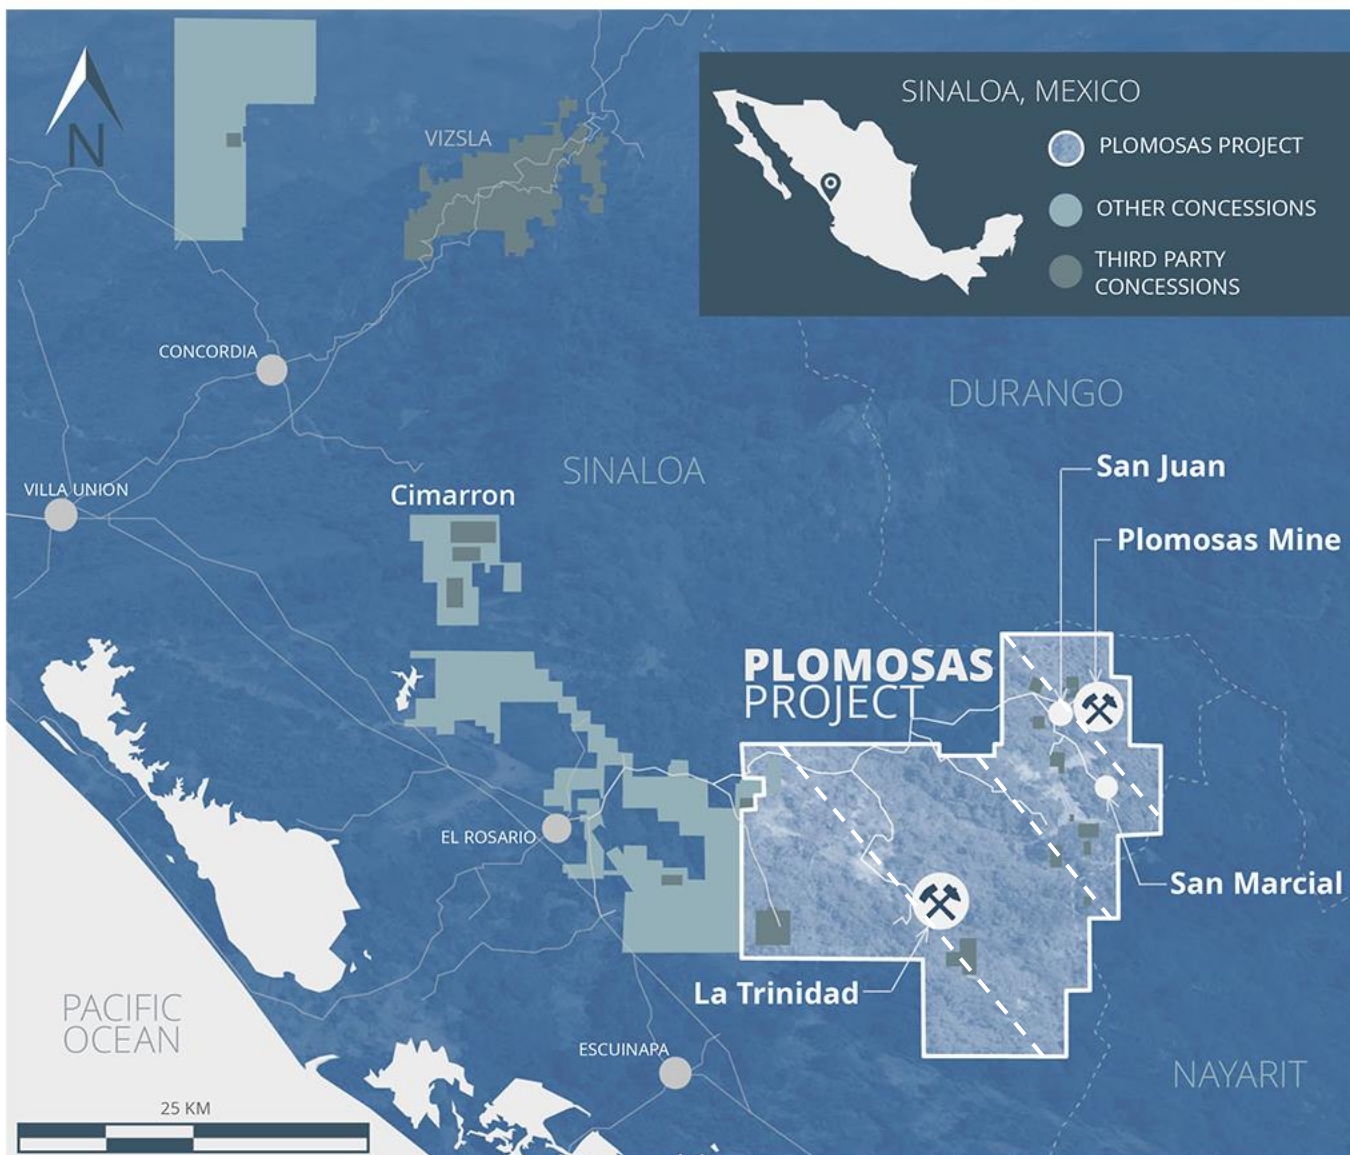 N
VIZSLA
SINALOA, MEXICO
PLOMOSAS PROJECT
OTHER CONCESSIONS
THIRD PARTY
CONCESSIONS
CONCORDIA
DURANGO
SINALOA
San Juan
VILLA UNION
Cimarron
Plomosas Mine
PLOMOSAS
PROJECT
EL ROSARIO
San Marcial
La Trinidad
PACIFIC
OCEAN
ESCUINAPA
NAYARIT
25 KM